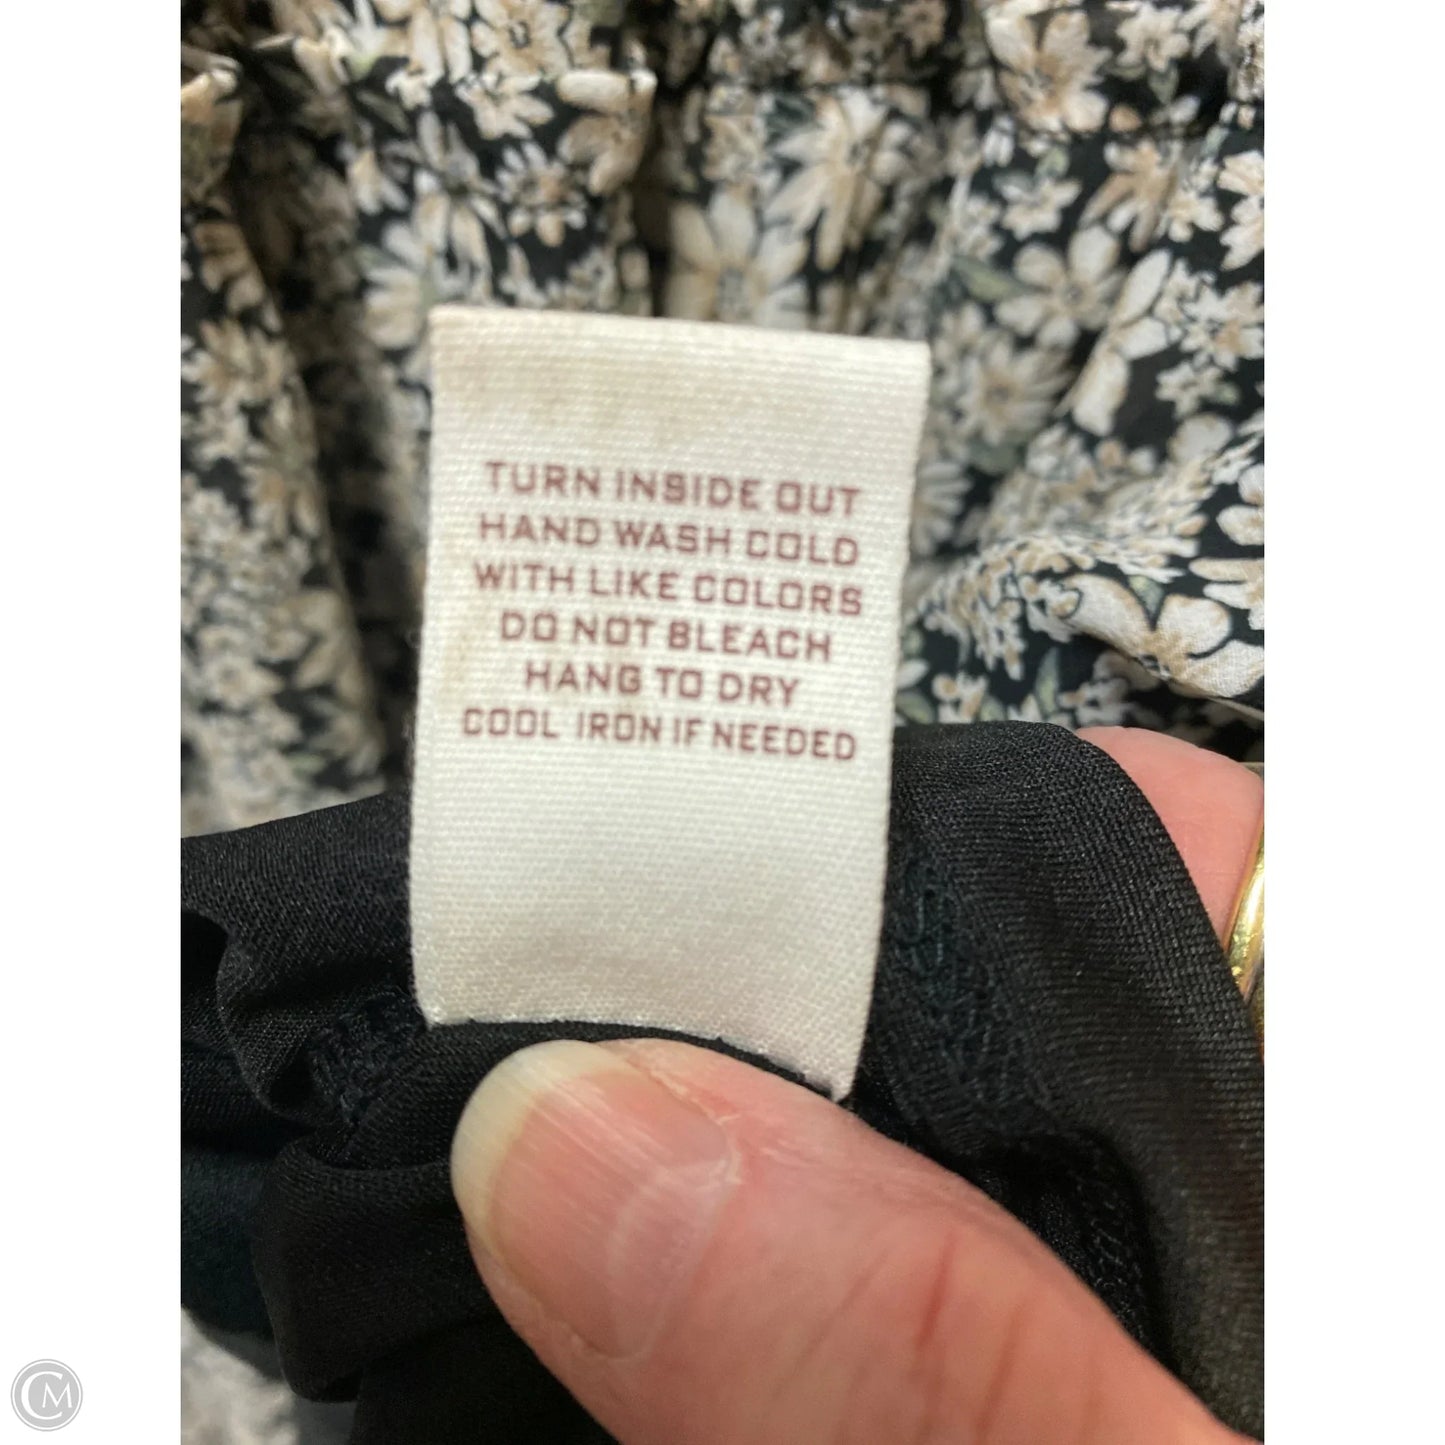 TURN INSIDE OUT
HAND WASH COLD
WITH LIKE COLORS
DO NOT BLEACH
HANG TO DRY
COOL IRON IF NEEDED
CM